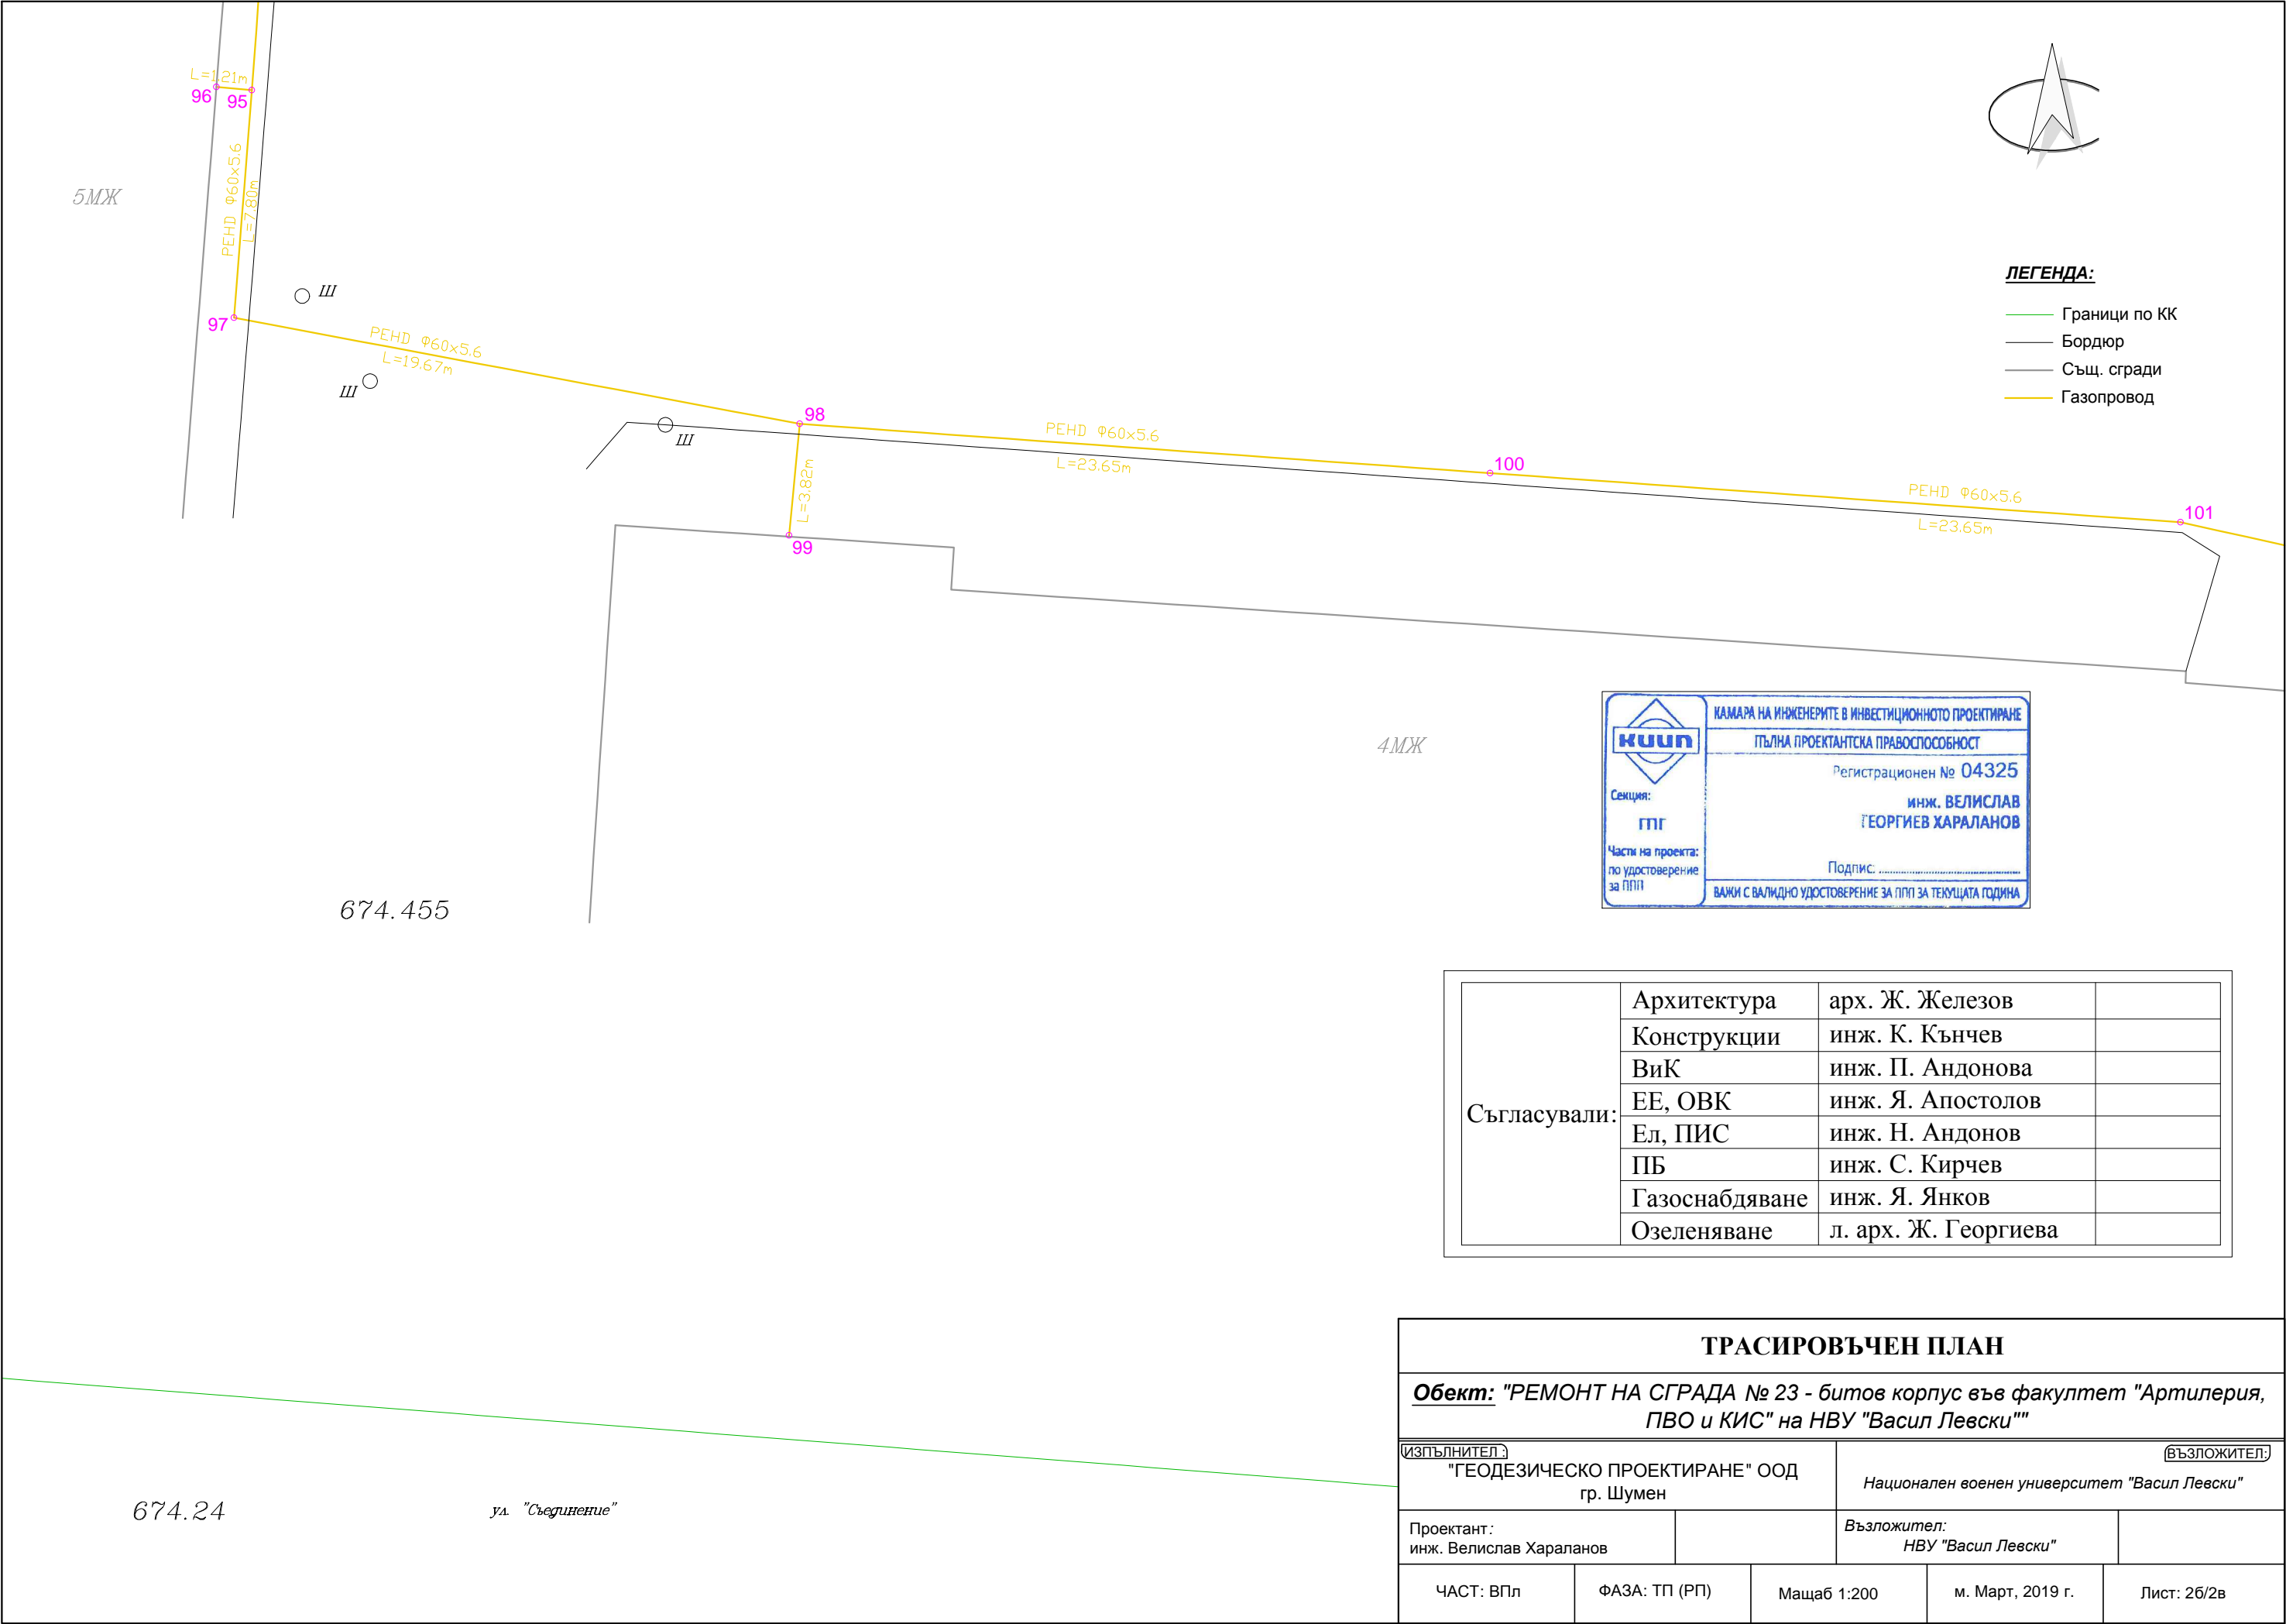 L=1.21m
96
95
PEHD Φ60x5.6
L=7.80m
5МЖ
Ш
97
PEHD Φ60x5.6
L=19.67m
Ш
98
Ш
PEHD Φ60x5.6
L=23.65m
L=3.82m
99
100
PEHD Φ60x5.6
L=23.65m
101
ЛЕГЕНДА:
Граници по КК
Бордюр
Същ. сгради
Газопровод
4МЖ
КИИП
КАМАРА НА ИНЖЕНЕРИТЕ В ИНВЕСТИЦИОННОТО ПРОЕКТИРАНЕ
ПЪЛНА ПРОЕКТАНТСКА ПРАВОСПОСОБНОСТ
Регистрационен № 04325
Секция:
ГПГ
инж. ВЕЛИСЛАВ
ГЕОРГИЕВ ХАРАЛАНОВ
Части на проекта:
по удостоверение
за ППП
Подпис:
ВАЖИ С ВАЛИДНО УДОСТОВЕРЕНИЕ ЗА ППП ЗА ТЕКУЩАТА ГОДИНА
674.455
Съгласували:
Архитектура арх. Ж. Железов
Конструкции инж. К. Кънчев
ВиК инж. П. Андонова
ЕЕ, ОВК инж. Я. Апостолов
Ел, ПИС инж. Н. Андонов
ПБ инж. С. Кирчев
Газоснабдяване инж. Я. Янков
Озеленяване л. арх. Ж. Георгиева
674.24
ул. "Съединение"
ТРАСИРОВЪЧЕН ПЛАН
Обект: "РЕМОНТ НА СГРАДА № 23 - битов корпус във факултет "Артилерия,
ПВО и КИС" на НВУ "Васил Левски""
ИЗПЪЛНИТЕЛ:
"ГЕОДЕЗИЧЕСКО ПРОЕКТИРАНЕ" ООД
гр. Шумен
ВЪЗЛОЖИТЕЛ:
Национален военен университет "Васил Левски"
Проектант:
инж. Велислав Хараланов
Възложител:
НВУ "Васил Левски"
ЧАСТ: ВПл
ФАЗА: ТП (РП)
Мащаб 1:200
м. Март, 2019 г.
Лист: 2б/2в